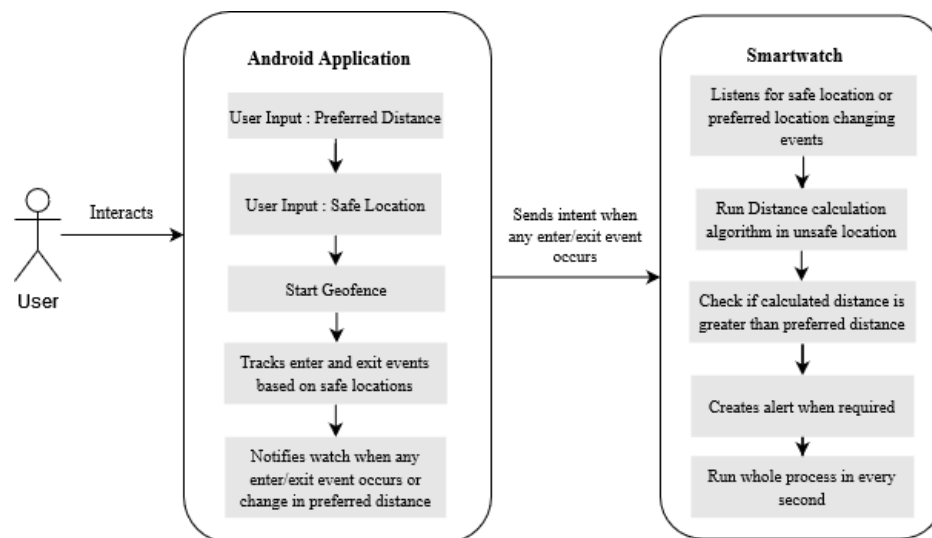 Android Application
User Input : Preferred Distance
User Input : Safe Location
Start Geofence
Tracks enter and exit events
based on safe locations
Notifies watch when any
enter/exit event occurs or
change in preferred distance
Interacts
User
Sends intent when
any enter/exit event
occurs
Smartwatch
Listens for safe location or
preferred location changing
events
Run Distance calculation
algorithm in unsafe location
Check if calculated distance is
greater than preferred distance
Creates alert when required
Run whole process in every
second